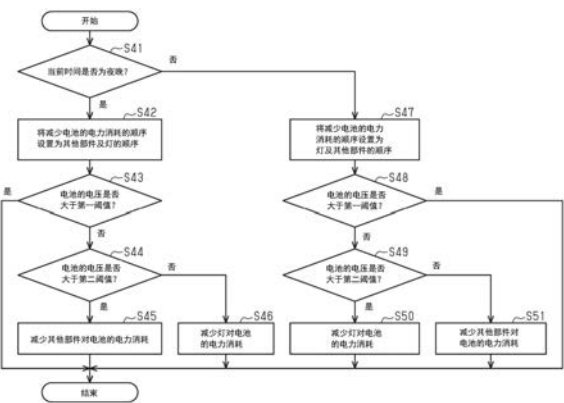 开始
S41
当前时间是否为夜晚?
否
是
S42
将减少电池的电力消耗的顺序
设置为其他部件及灯的顺序
S47
将减少电池的电力
消耗的顺序设置为
灯及其他部件的顺序
S43
是
电池的电压是否
大于第一阈值?
否
S48
电池的电压是否
大于第一阈值?
是
否
S44
电池的电压是否
大于第二阈值?
否
是
S49
电池的电压是否
大于第二阈值?
否
是
S45
减少其他部件对电池的电力消耗
S46
减少灯对电池
的电力消耗
S50
减少灯对电池
的电力消耗
S51
减少其他部件对
电池的电力消耗
结束